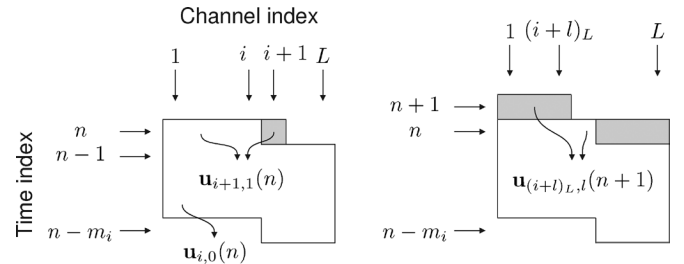 Channel index
1 i i + 1 L
1 (i + l)_L L
n + 1
n
n
n − 1
u_{i+1,1}(n)
u_{(i+l)_L,l}(n + 1)
Time index
n − m_i
n − m_i
u_{i,0}(n)